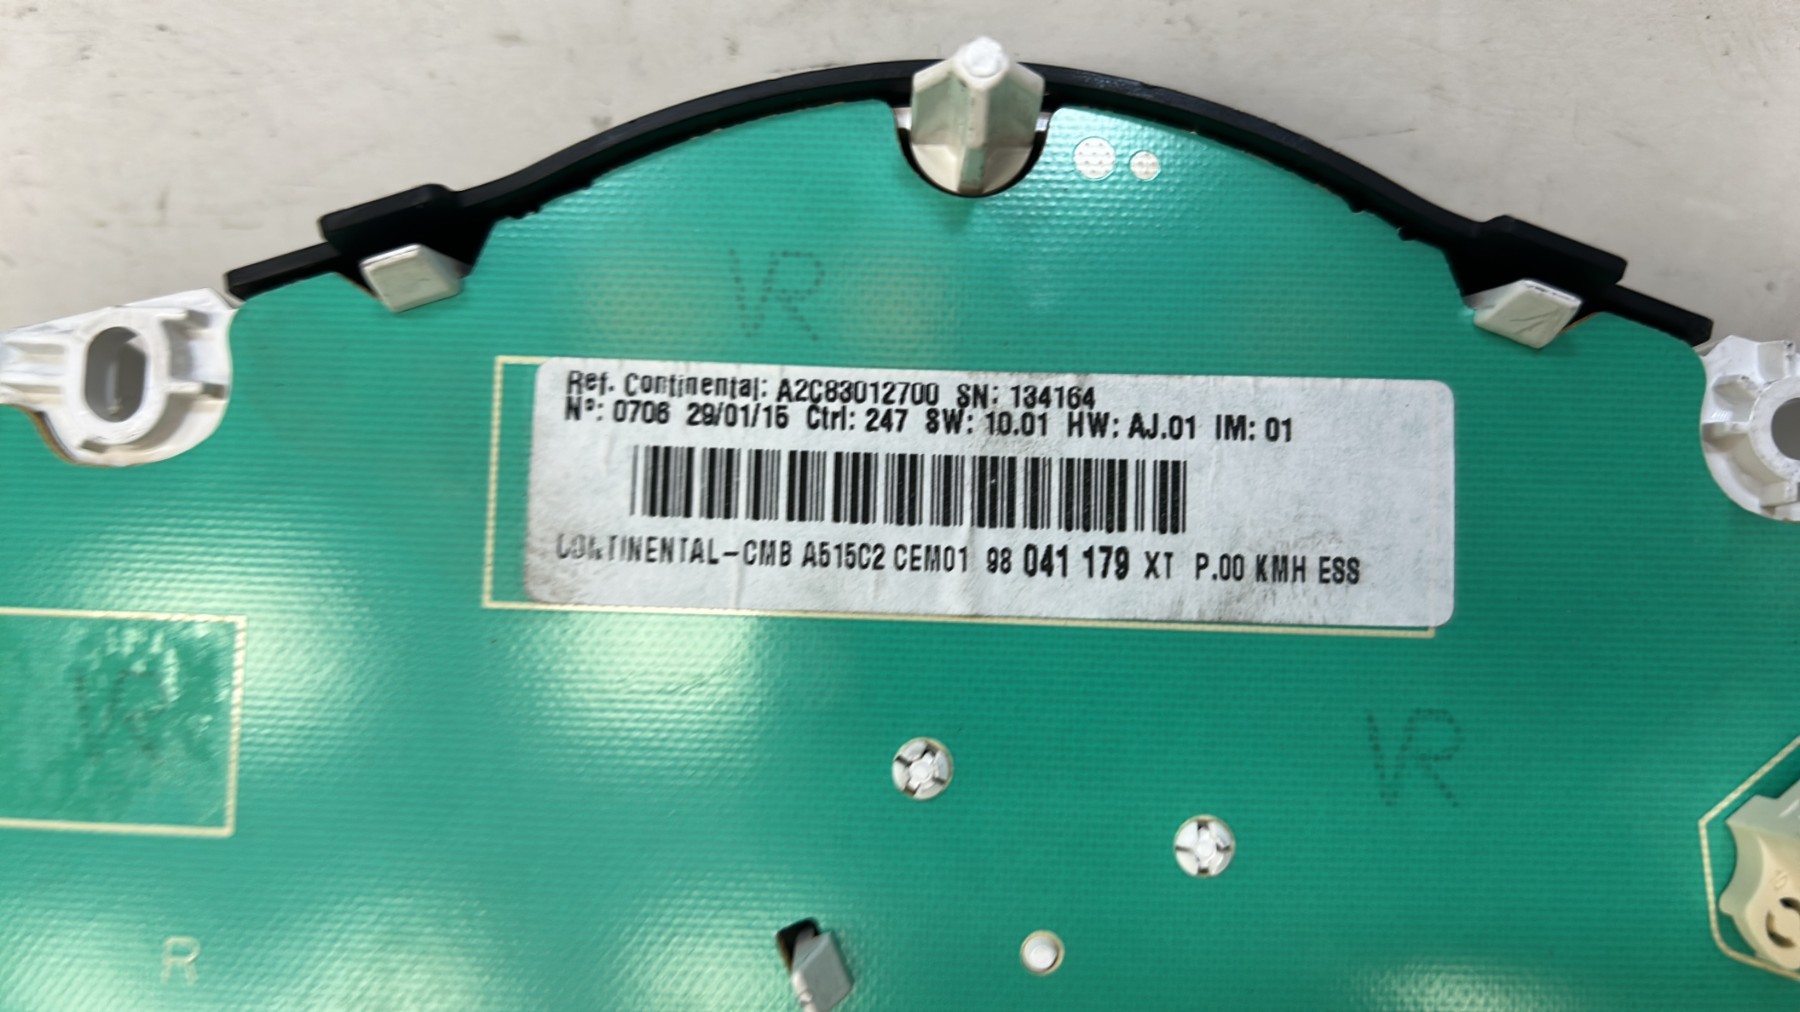 VR
Ref. Continental: A2C83012700 SN: 134164
N°: 0706 29/01/15 Ctrl: 247 SW: 10.01 HW: AJ.01 IM: 01
CONTINENTAL-CMB A515C2 CEM01 98 041 179 XT P.00 KMH ESS
VR
VR
R